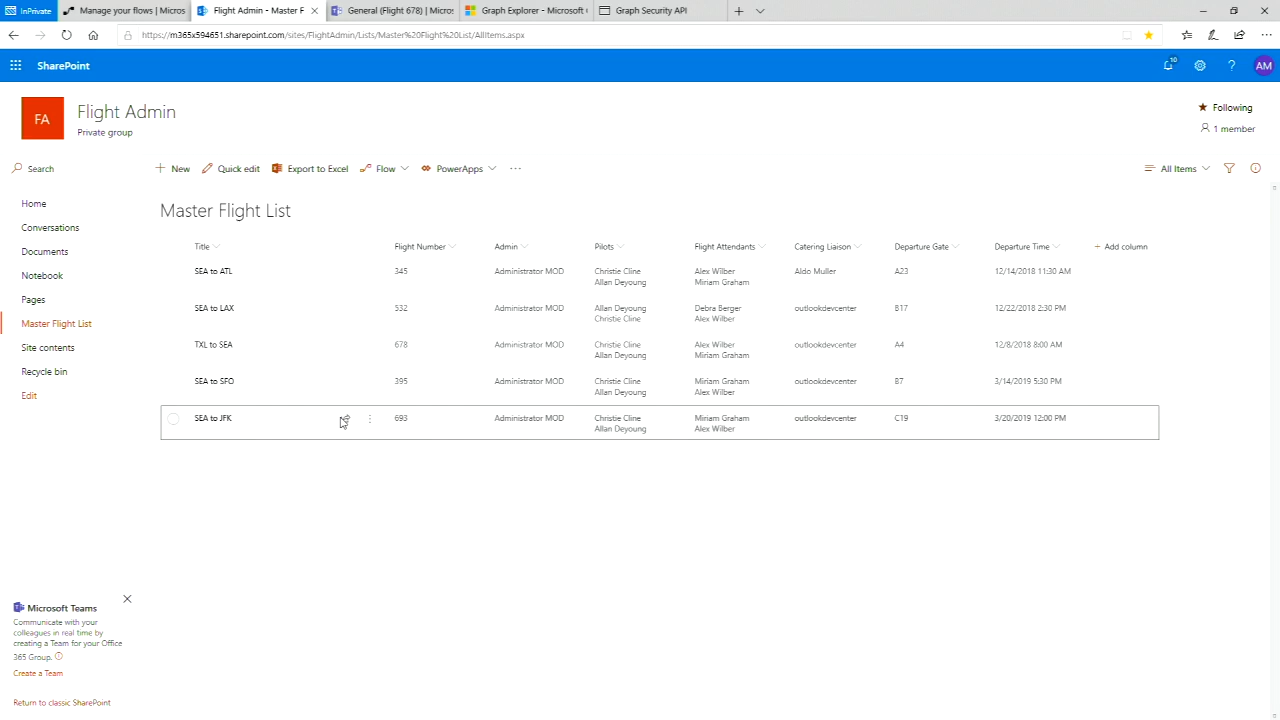 InPrivate
Manage your flows | Micros
Flight Admin - Master F
General (Flight 678) | Micros
Graph Explorer - Microsoft
Graph Security API
https://m365x594651.sharepoint.com/sites/FlightAdmin/Lists/Master%20Flight%20List/AllItems.aspx
SharePoint
10
?
AM
FA
Flight Admin
Private group
Following
1 member
Search
New
Quick edit
Export to Excel
Flow
PowerApps
...
All Items
Home
Conversations
Documents
Notebook
Pages
Master Flight List
Site contents
Recycle bin
Edit
Master Flight List
Title Flight Number Admin Pilots Flight Attendants Catering Liaison Departure Gate Departure Time + Add column
SEA to ATL 345 Administrator MOD Christie Cline Alex Wilber Aldo Muller A23 12/14/2018 11:30 AM
Allan Deyoung Miriam Graham
SEA to LAX 532 Administrator MOD Allan Deyoung Debra Berger outlookdevcenter B17 12/22/2018 2:30 PM
Christie Cline Alex Wilber
TXL to SEA 678 Administrator MOD Christie Cline Alex Wilber outlookdevcenter A4 12/8/2018 8:00 AM
Allan Deyoung Miriam Graham
SEA to SFO 395 Administrator MOD Christie Cline Miriam Graham outlookdevcenter B7 3/14/2019 5:30 PM
Allan Deyoung Alex Wilber
SEA to JFK 693 Administrator MOD Christie Cline Miriam Graham outlookdevcenter C19 3/20/2019 12:00 PM
Allan Deyoung Alex Wilber
Microsoft Teams
Communicate with your
colleagues in real time by
creating a Team for your Office
365 Group.
Create a Team
Return to classic SharePoint